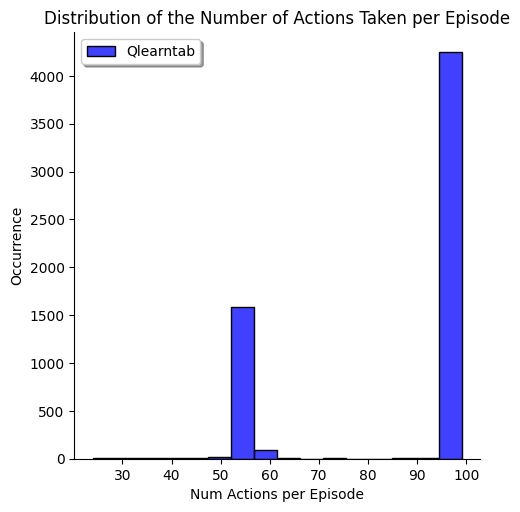 Distribution of the Number of Actions Taken per Episode
Qlearntab
4000
3500
3000
2500
2000
1500
1000
500
0
Occurrence
30 40 50 60 70 80 90 100
Num Actions per Episode